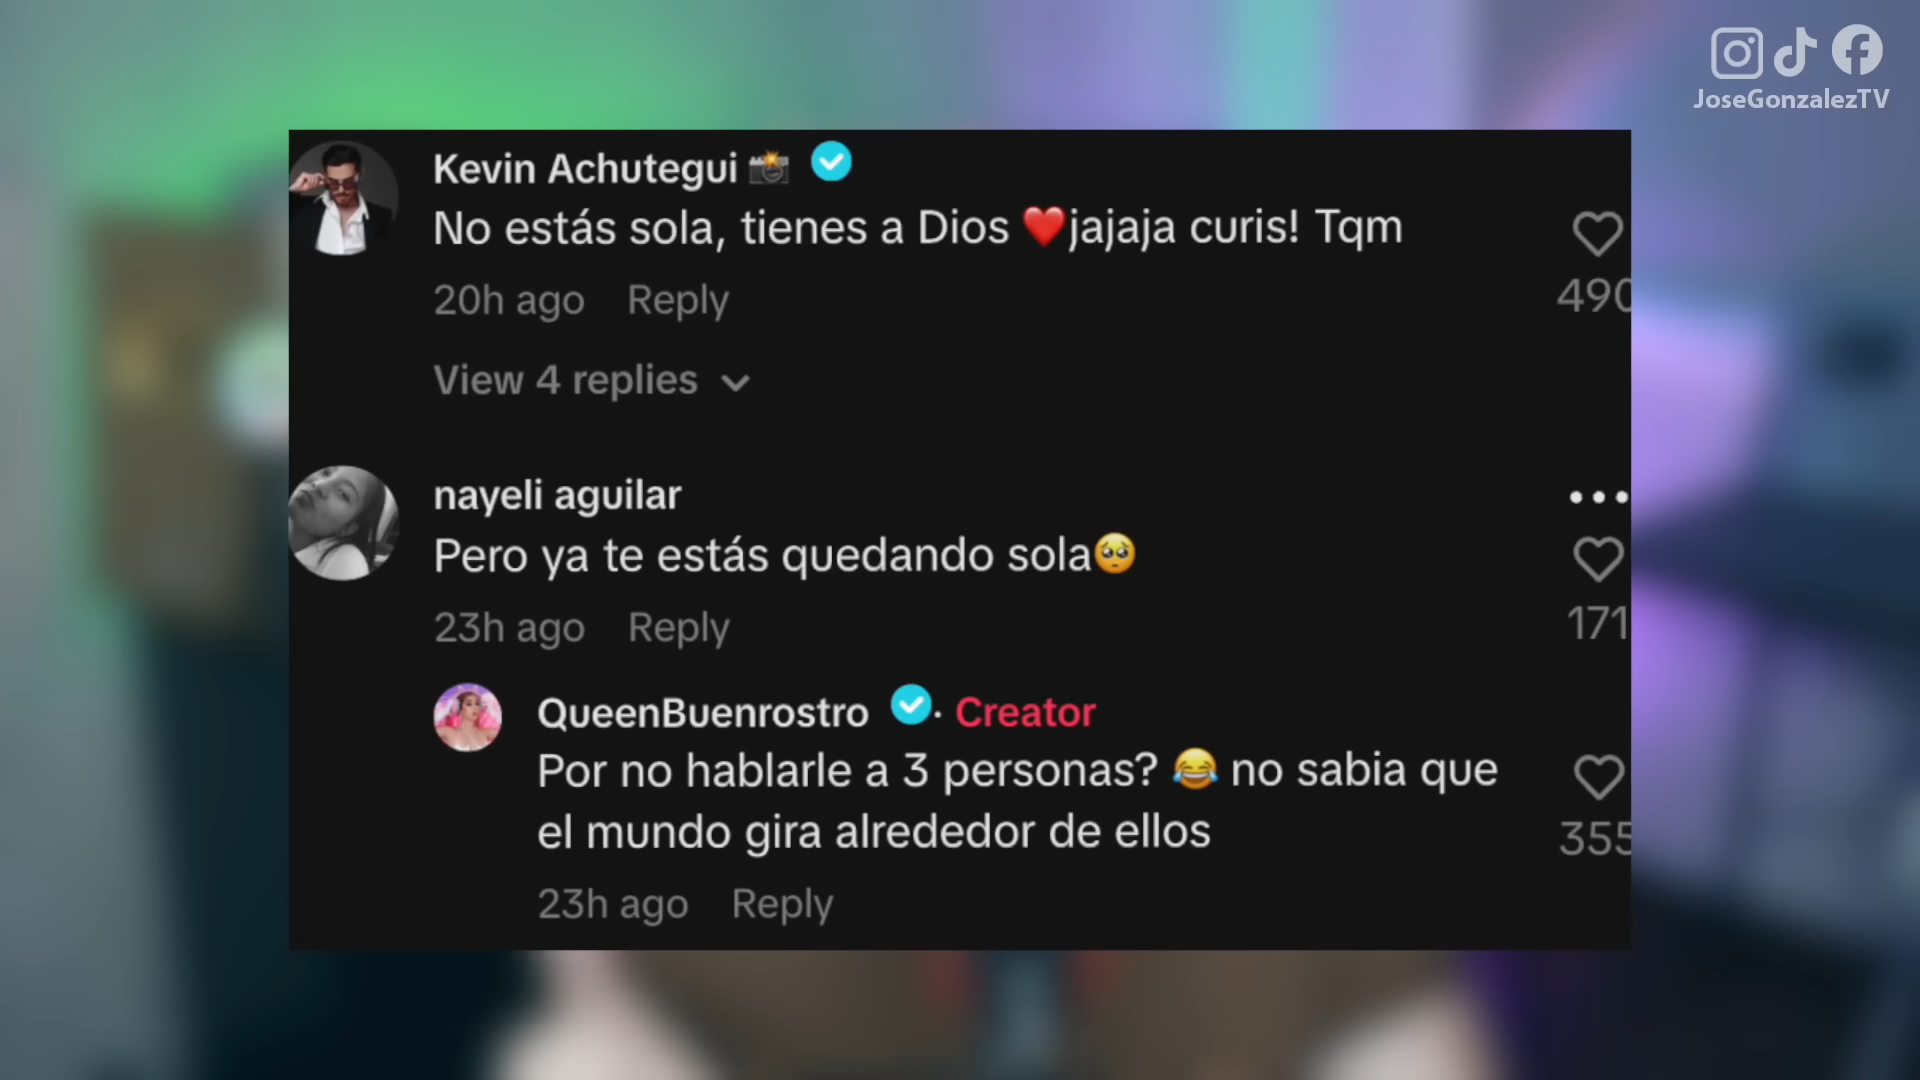 JoseGonzalezTV
Kevin Achutegui 📸
No estás sola, tienes a Dios ❤️jajaja curis! Tqm
490
20h ago Reply
View 4 replies
nayeli aguilar
Pero ya te estás quedando sola🥺
171
23h ago Reply
QueenBuenrostro · Creator
Por no hablarle a 3 personas? 😂 no sabia que
el mundo gira alrededor de ellos
355
23h ago Reply